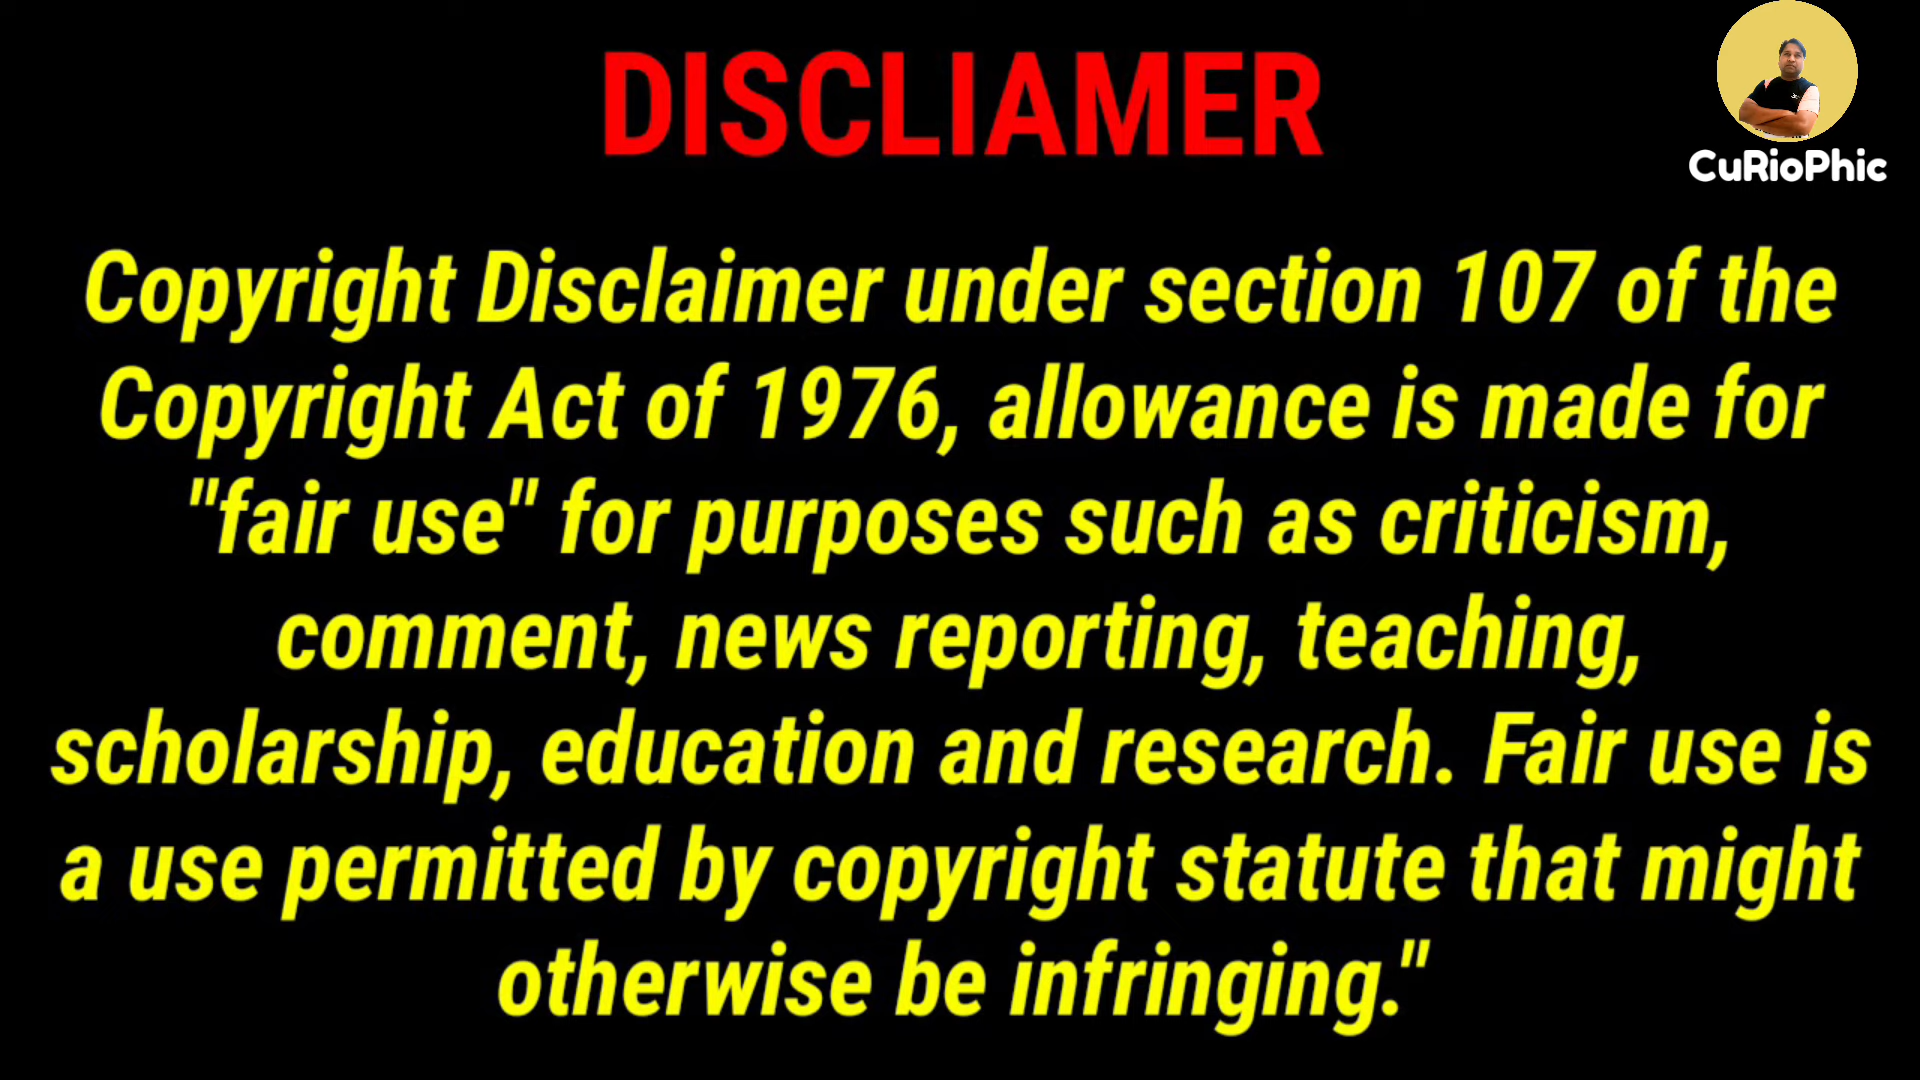 DISCLIAMER
CuRioPhic
Copyright Disclaimer under section 107 of the
Copyright Act of 1976, allowance is made for
"fair use" for purposes such as criticism,
comment, news reporting, teaching,
scholarship, education and research. Fair use is
a use permitted by copyright statute that might
otherwise be infringing."